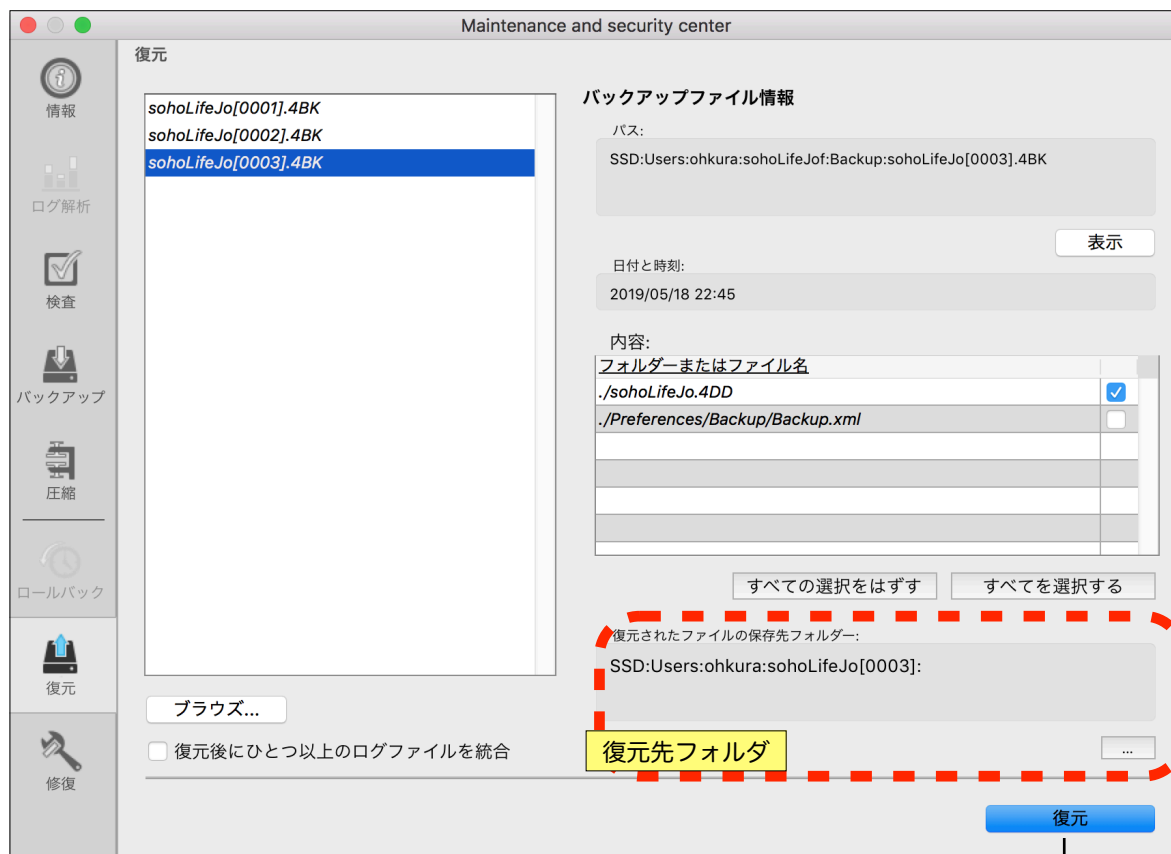 Maintenance and security center
情報
ログ解析
検査
バックアップ
圧縮
ロールバック
復元
修復
復元
sohoLifeJo[0001].4BK
sohoLifeJo[0002].4BK
sohoLifeJo[0003].4BK
ブラウズ...
復元後にひとつ以上のログファイルを統合
バックアップファイル情報
パス:
SSD:Users:ohkura:sohoLifeJof:Backup:sohoLifeJo[0003].4BK
表示
日付と時刻:
2019/05/18 22:45
内容:
フォルダーまたはファイル名
./sohoLifeJo.4DD
./Preferences/Backup/Backup.xml
すべての選択をはずす
すべてを選択する
復元されたファイルの保存先フォルダー:
SSD:Users:ohkura:sohoLifeJo[0003]:
復元先フォルダ
...
復元